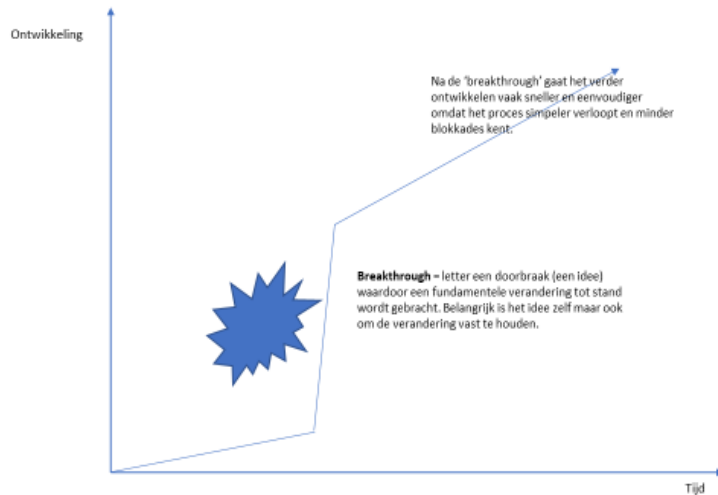 Ontwikkeling
Na de 'breakthrough' gaat het verder
ontwikkelen vaak sneller en eenvoudiger
omdat het proces simpeler verloopt en minder
blokkades kent.
Breakthrough – letter een doorbraak (een idee)
waardoor een fundamentele verandering tot stand
wordt gebracht. Belangrijk is het idee zelf maar ook
om de verandering vast te houden.
Tijd